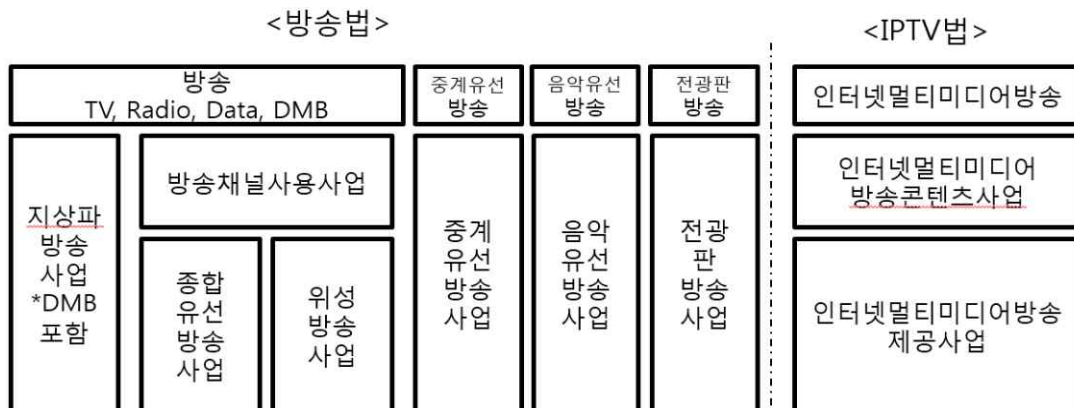 <방송법>
<IPTV법>
방송
TV, Radio, Data, DMB
중계유선
방송
음악유선
방송
전광판
방송
인터넷멀티미디어방송
지상파
방송
사업
*DMB
포함
방송채널사용사업
종합
유선
방송
사업
위성
방송
사업
중계
유선
방송
사업
음악
유선
방송
사업
전광
판
방송
사업
인터넷멀티미디어
방송콘텐츠사업
인터넷멀티미디어방송
제공사업